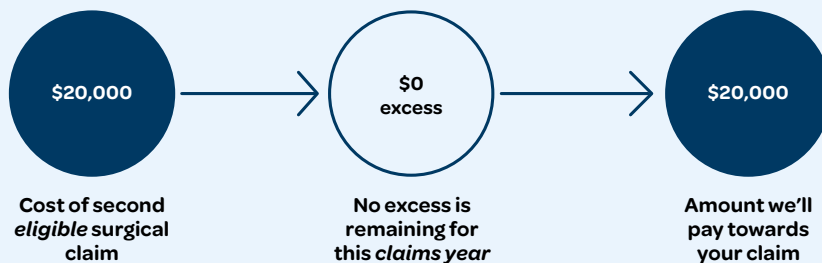 $20,000
$0
excess
$20,000
Cost of second
eligible surgical
claim
No excess is
remaining for
this claims year
Amount we'll
pay towards
your claim